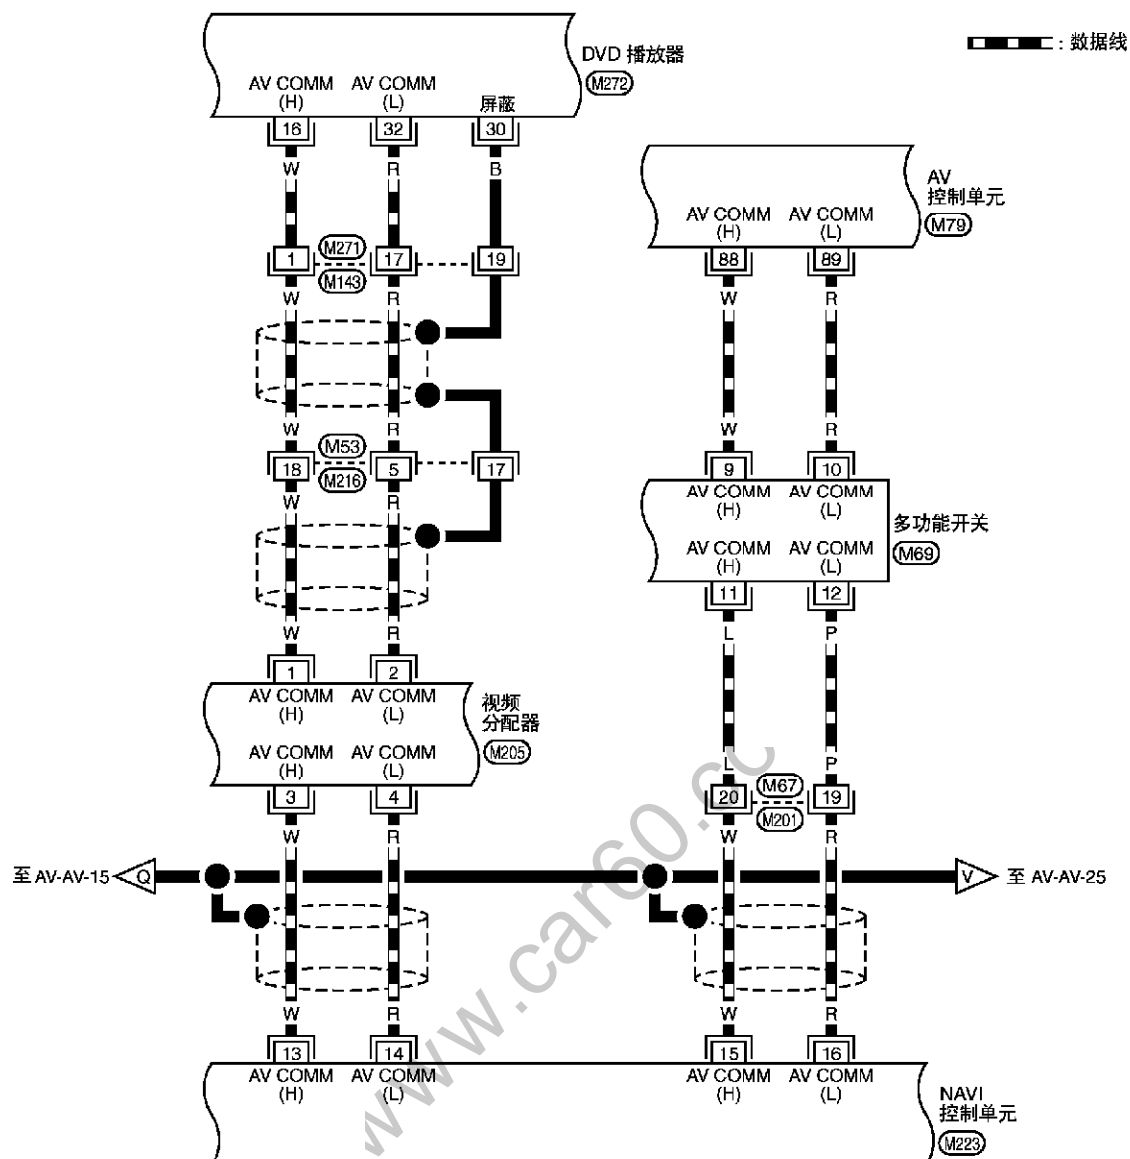 : 数据线
DVD 播放器
M272
AV COMM (H)
AV COMM (L)
屏蔽
16 32 30
W R B
M271
1 17 19
M143
W R
W R
M53
18 5 17
M216
W R
W R
1 2
AV COMM (H)
AV COMM (L)
视频
分配器
M205
AV COMM (H)
AV COMM (L)
3 4
W R
AV
控制单元
M79
AV COMM (H)
AV COMM (L)
88 89
W R
W R
9 10
AV COMM (H)
AV COMM (L)
多功能开关
M69
AV COMM (H)
AV COMM (L)
11 12
L P
L P
M67
20 19
M201
W R
至 AV-AV-15
Q
V
至 AV-AV-25
W R W R
13 14 15 16
AV COMM (H)
AV COMM (L)
AV COMM (H)
AV COMM (L)
NAVI
控制单元
M223
www.car60.cc